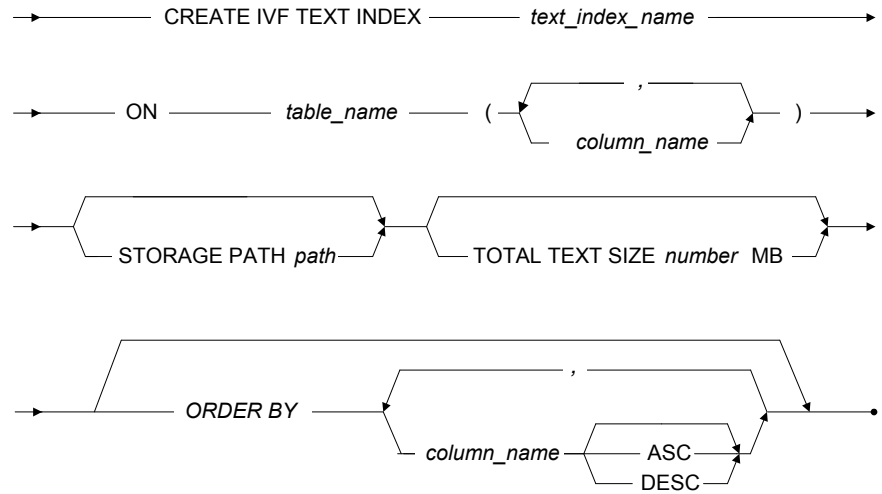 CREATE IVF TEXT INDEX text_index_name
ON table_name ( , column_name )
STORAGE PATH path TOTAL TEXT SIZE number MB
ORDER BY , column_name ASC DESC